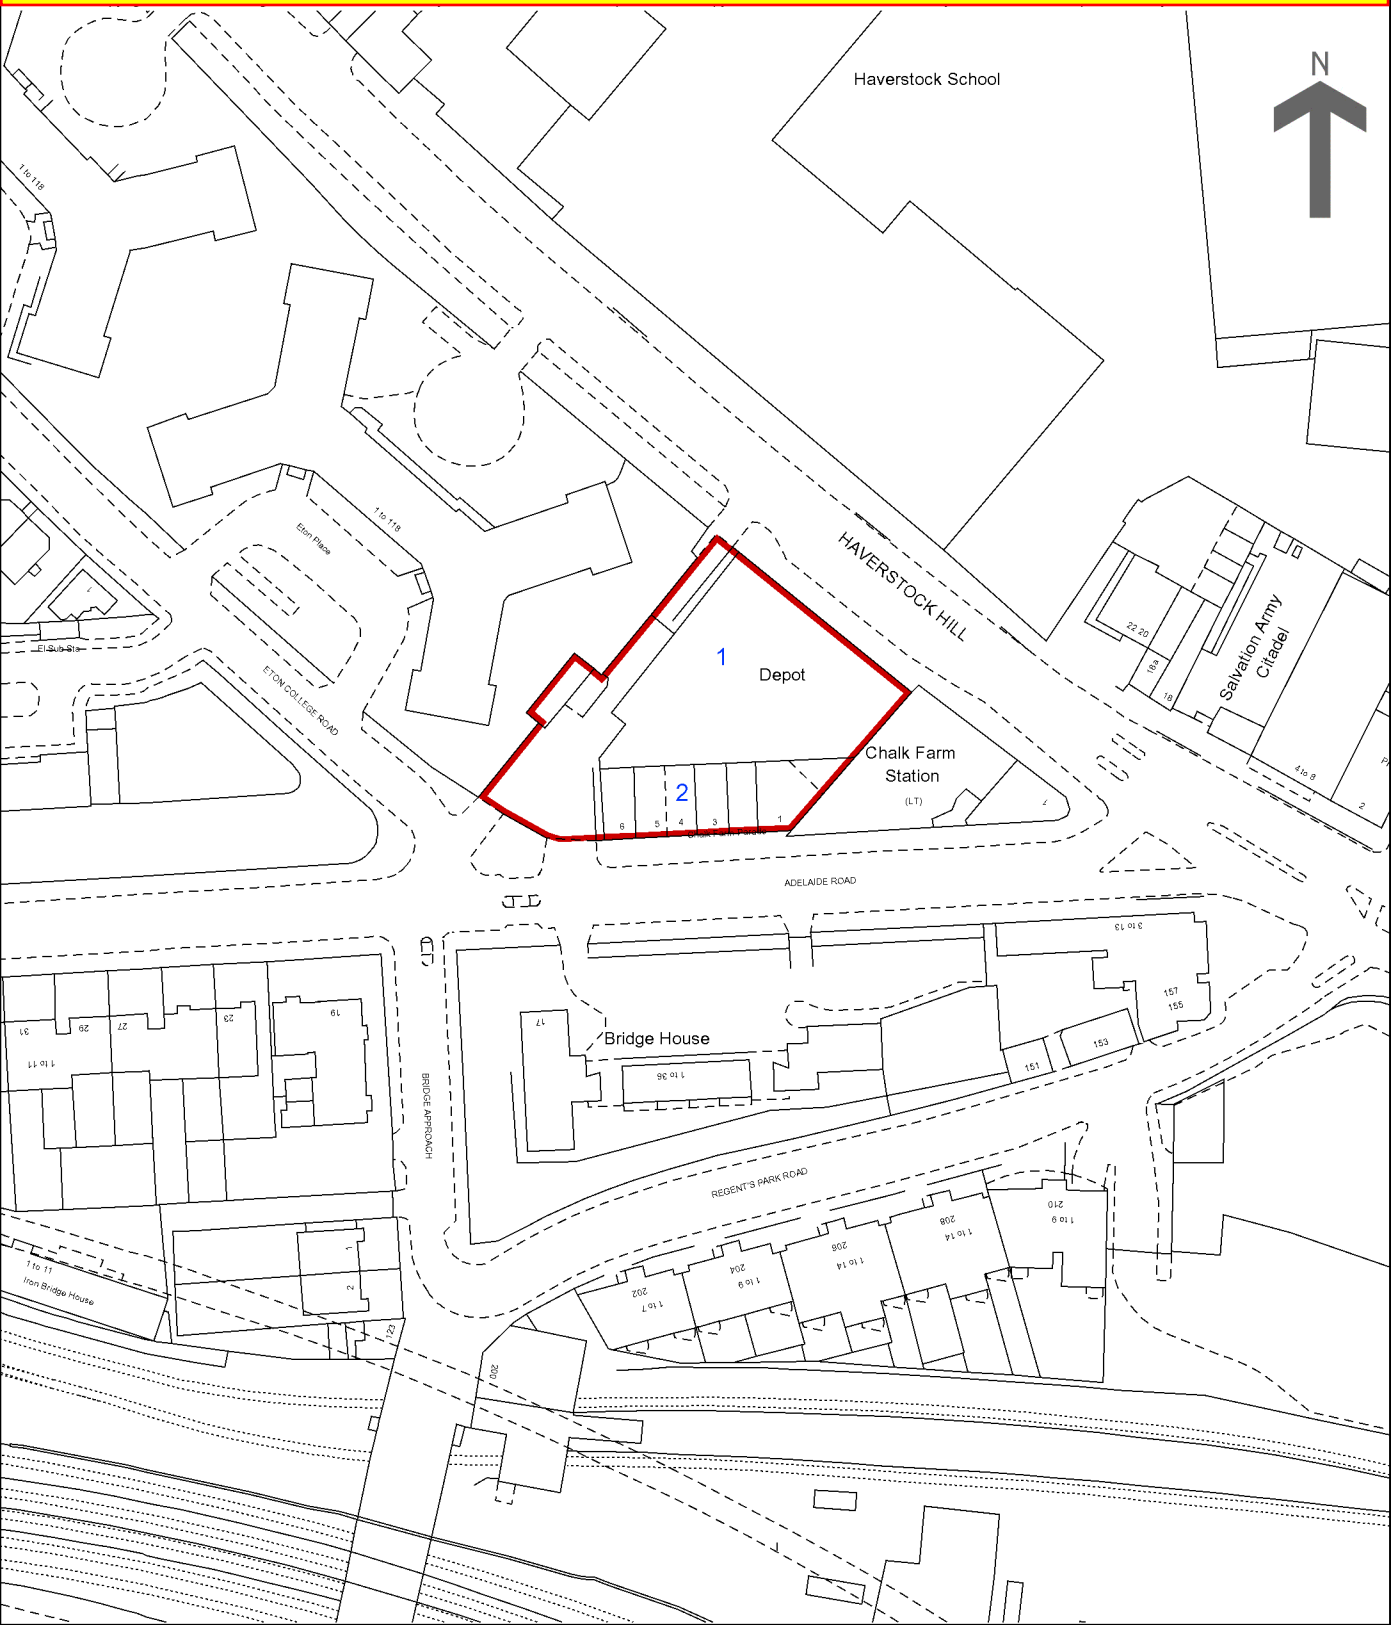 N
Haverstock School
1 to 118
Eton Place
1 to 118
HAVERSTOCK HILL
1
Depot
22 20
18a
18
Salvation Army
Citadel
El Sub Sta
ETON COLLEGE ROAD
Chalk Farm
Station
(LT)
2
6
5
4
3
1
Chalk Farm Parade
4 to 8
2
ADELAIDE ROAD
3 to 13
157
155
153
151
31
29
27
23
19
1 to 11
17
Bridge House
1 to 36
BRIDGE APPROACH
REGENT'S PARK ROAD
210
1 to 9
208
1 to 14
206
1 to 14
204
1 to 9
202
1 to 7
1
2
1 to 11
Iron Bridge House
123
200